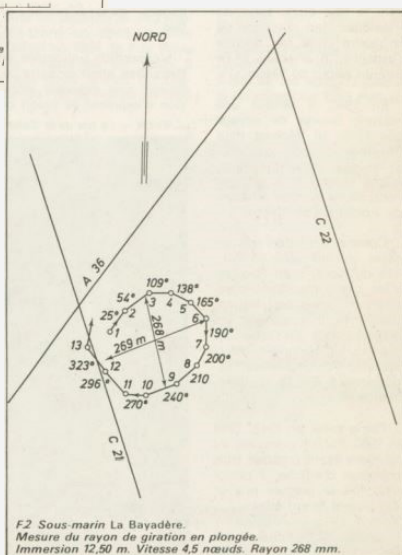 NORD
A 36
C 22
C 21
109°
138°
54°
165°
25°
1
2
3
4
5
6
190°
7
200°
8
210
9
240°
10
270°
11
296°
12
323°
13
269 m
268 m
F.2 Sous-marin La Bayadère.
Mesure du rayon de giration en plongée.
Immersion 12,50 m. Vitesse 4,5 nœuds. Rayon 268 mm.